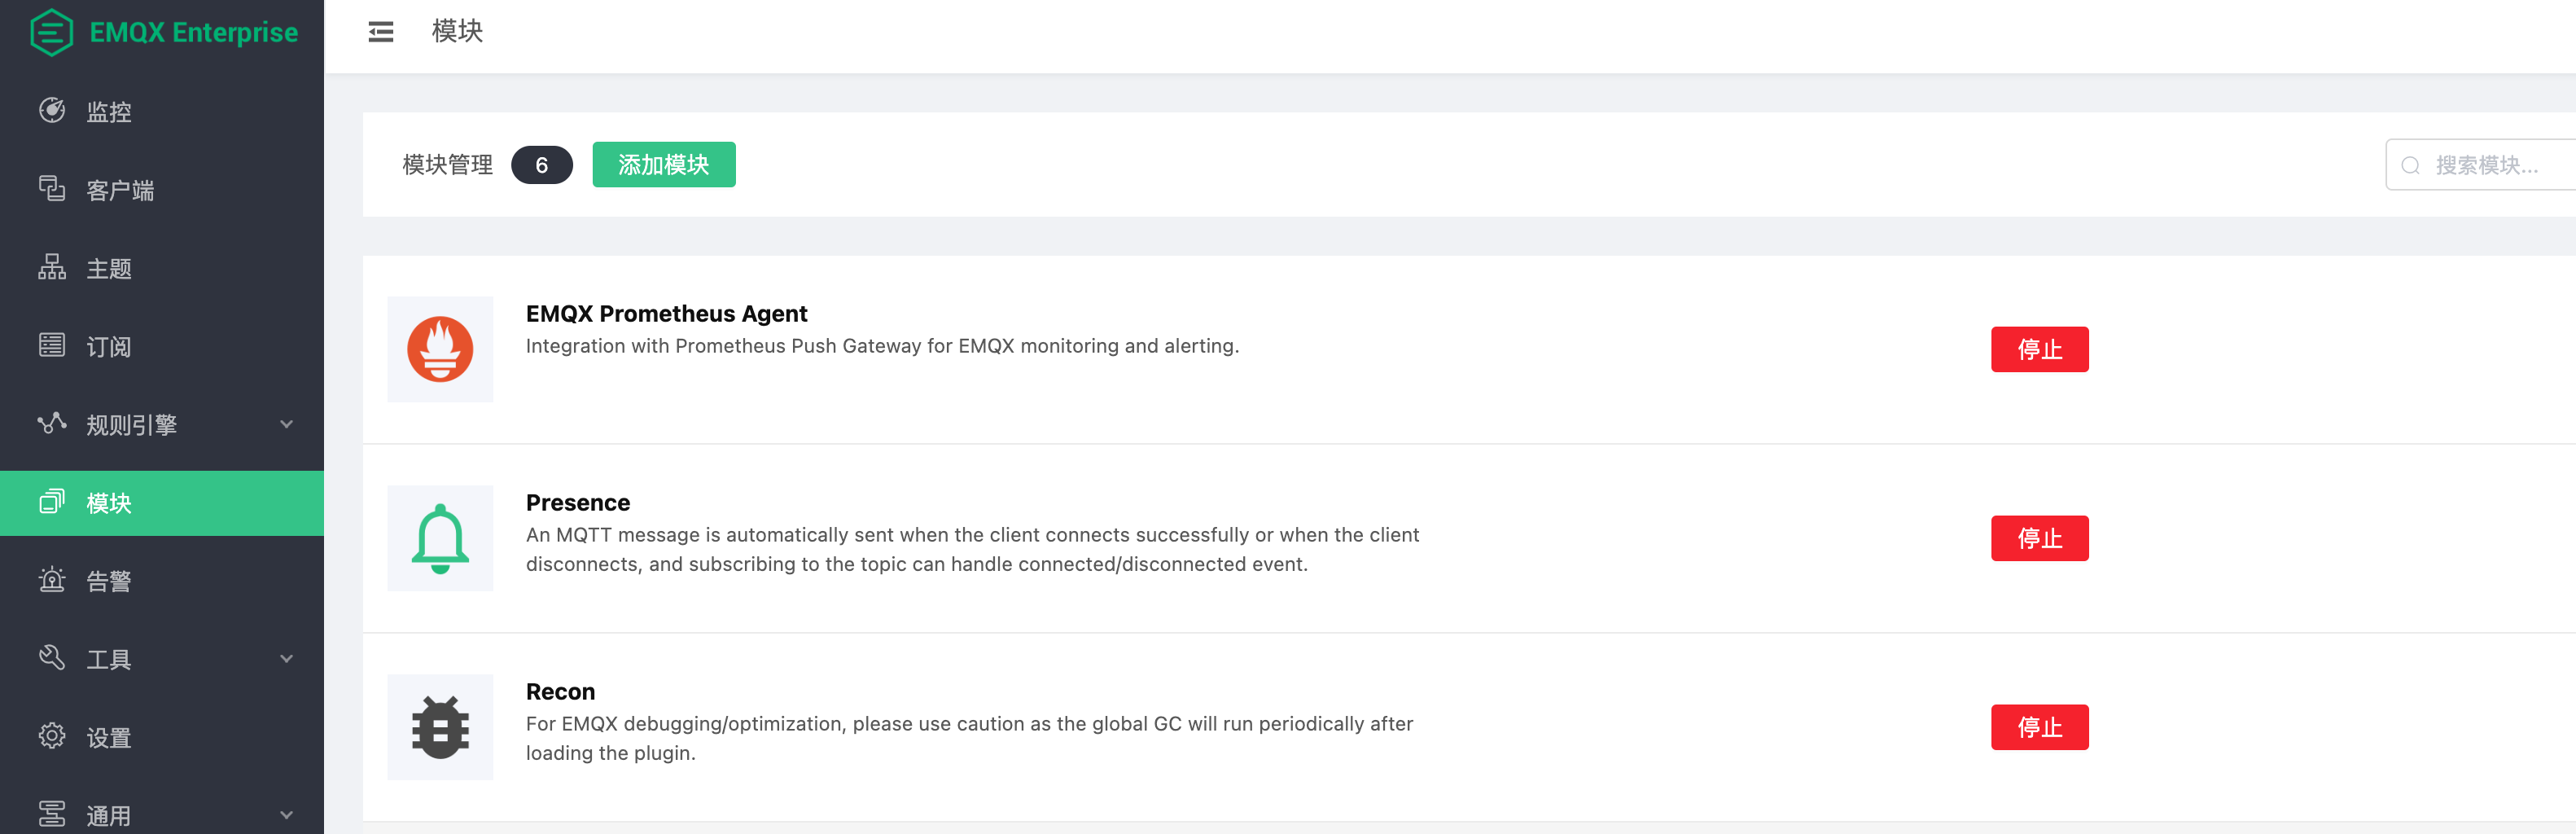 EMQX Enterprise
模块
监控
客户端
主题
订阅
规则引擎
模块
告警
工具
设置
通用
模块管理 6 添加模块
搜索模块...
EMQX Prometheus Agent
Integration with Prometheus Push Gateway for EMQX monitoring and alerting.
停止
Presence
An MQTT message is automatically sent when the client connects successfully or when the client
disconnects, and subscribing to the topic can handle connected/disconnected event.
停止
Recon
For EMQX debugging/optimization, please use caution as the global GC will run periodically after
loading the plugin.
停止